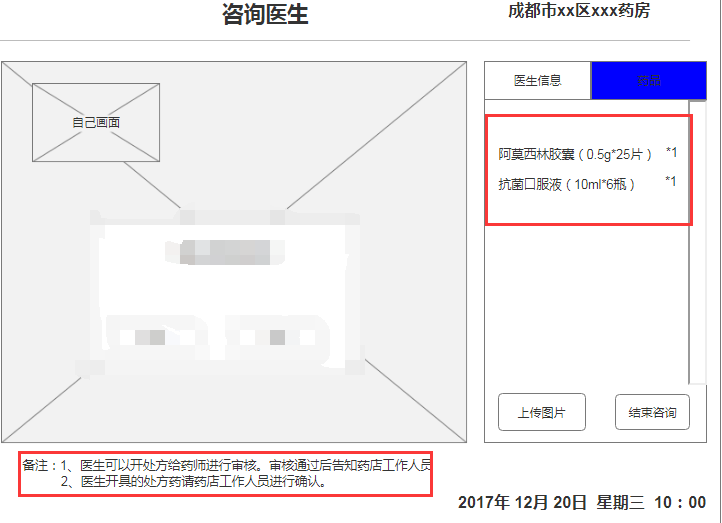 咨询医生
成都市xx区xxx药房
自己画面
医生信息
药品
阿莫西林胶囊（0.5g*25片） *1
抗菌口服液（10ml*6瓶） *1
上传图片
结束咨询
备注：1、医生可以开处方给药师进行审核。审核通过后告知药店工作人员
2、医生开具的处方药请药店工作人员进行确认。
2017年 12月 20日 星期三 10：00